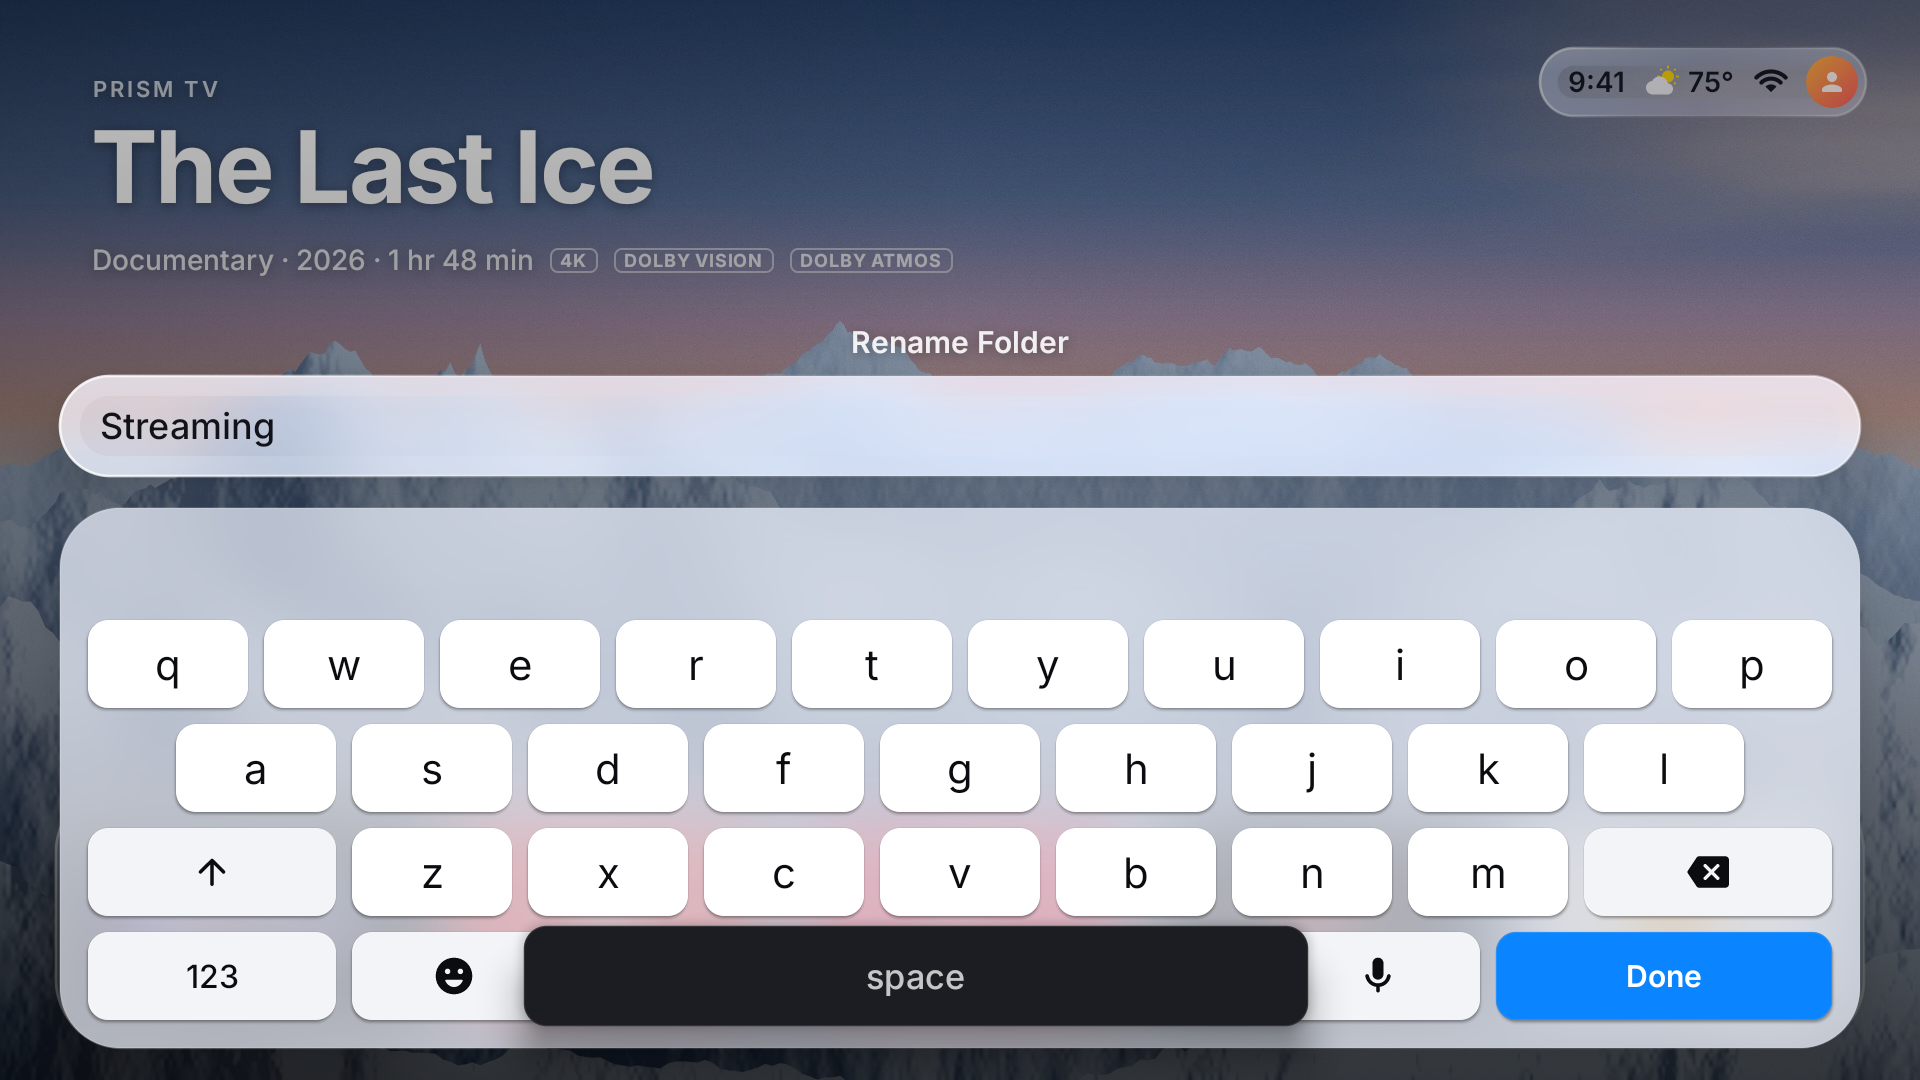 PRISM TV
9:41 75°
The Last Ice
Documentary · 2026 · 1 hr 48 min 4K DOLBY VISION DOLBY ATMOS
Rename Folder
Streaming
q w e r t y u i o p
a s d f g h j k l
z x c v b n m
123 space Done